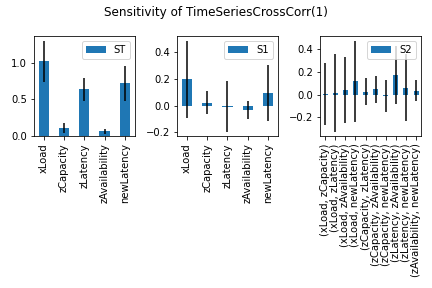 Sensitivity of TimeSeriesCrossCorr(1)
ST
1.0
0.5
0.0
xLoad
zCapacity
zLatency
zAvailability
newLatency
S1
0.4
0.2
0.0
−0.2
xLoad
zCapacity
zLatency
zAvailability
newLatency
S2
0.4
0.2
0.0
−0.2
(xLoad, zCapacity)
(xLoad, zLatency)
(xLoad, zAvailability)
(xLoad, newLatency)
(zCapacity, zLatency)
(zCapacity, zAvailability)
(zCapacity, newLatency)
(zLatency, zAvailability)
(zLatency, newLatency)
(zAvailability, newLatency)